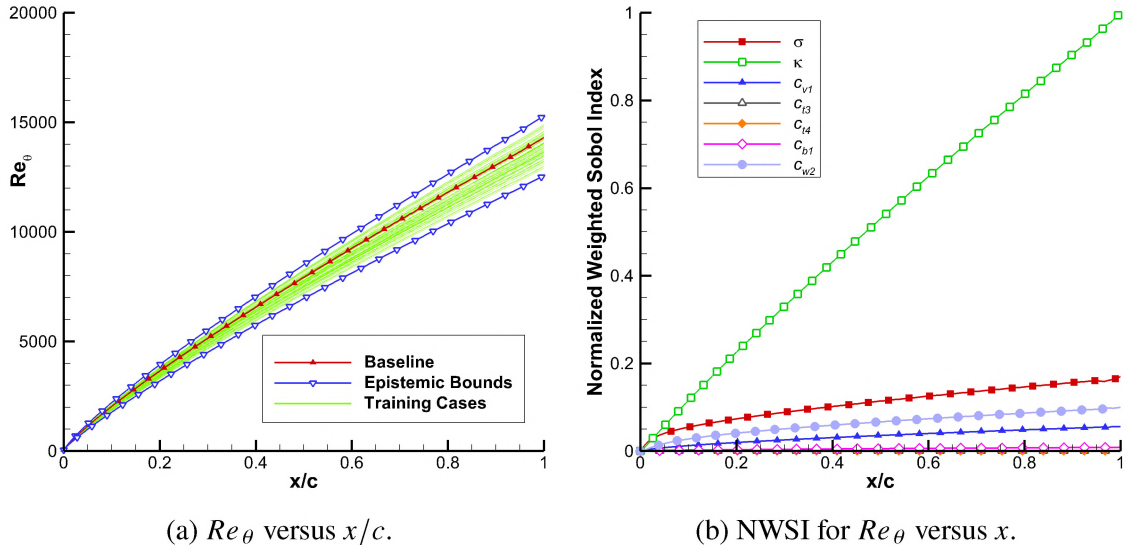 Re_θ
20000
15000
10000
5000
0
0 0.2 0.4 0.6 0.8 1
x/c
Baseline
Epistemic Bounds
Training Cases
(a) Re_θ versus x/c.
Normalized Weighted Sobol Index
1
0.8
0.6
0.4
0.2
0
0 0.2 0.4 0.6 0.8 1
x/c
σ
κ
c_v1
c_t3
c_t4
c_b1
c_w2
(b) NWSI for Re_θ versus x.